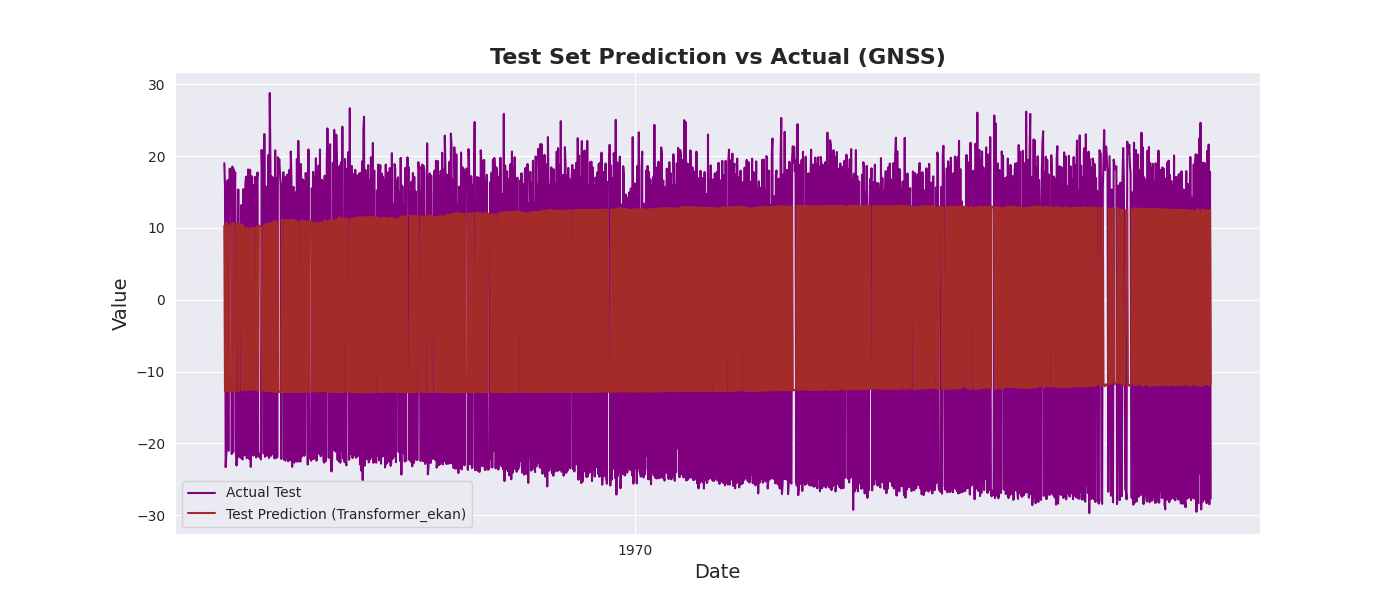 Test Set Prediction vs Actual (GNSS)
30
20
10
0
−10
−20
−30
Value
Actual Test
Test Prediction (Transformer_ekan)
1970
Date